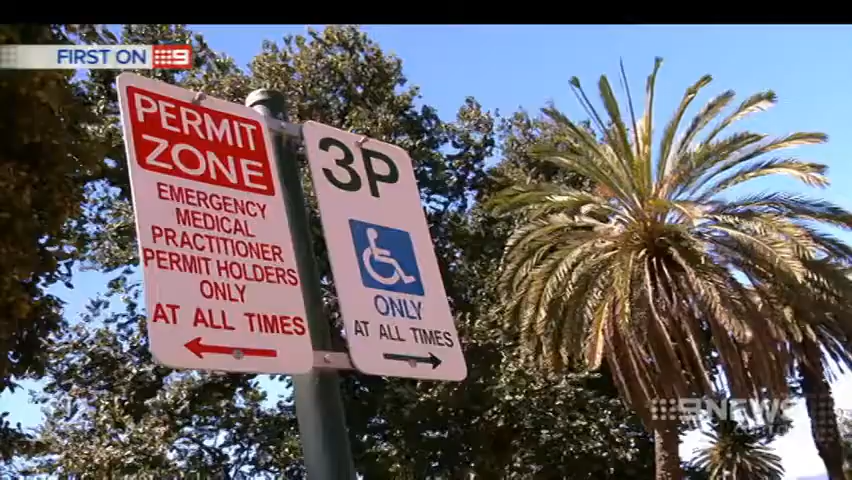 FIRST ON 9
PERMIT
ZONE
EMERGENCY
MEDICAL
PRACTITIONER
PERMIT HOLDERS
ONLY
AT ALL TIMES
3P
ONLY
AT ALL TIMES
9NEWS